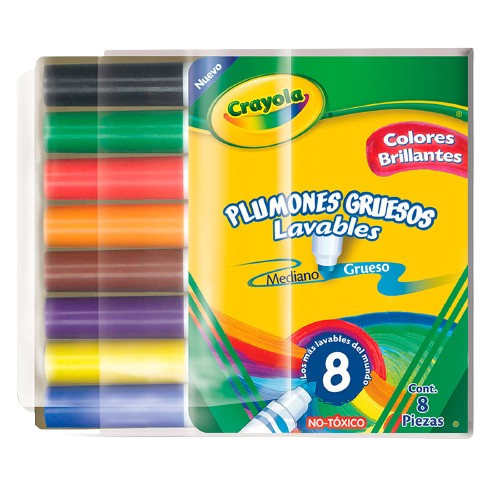 Nuevo
Crayola
®
Colores
Brillantes
PLUMONES GRUESOS
Lavables
Mediano
Grueso
Los más lavables del mundo
8
Cont.
8
Piezas
NO-TÓXICO
®